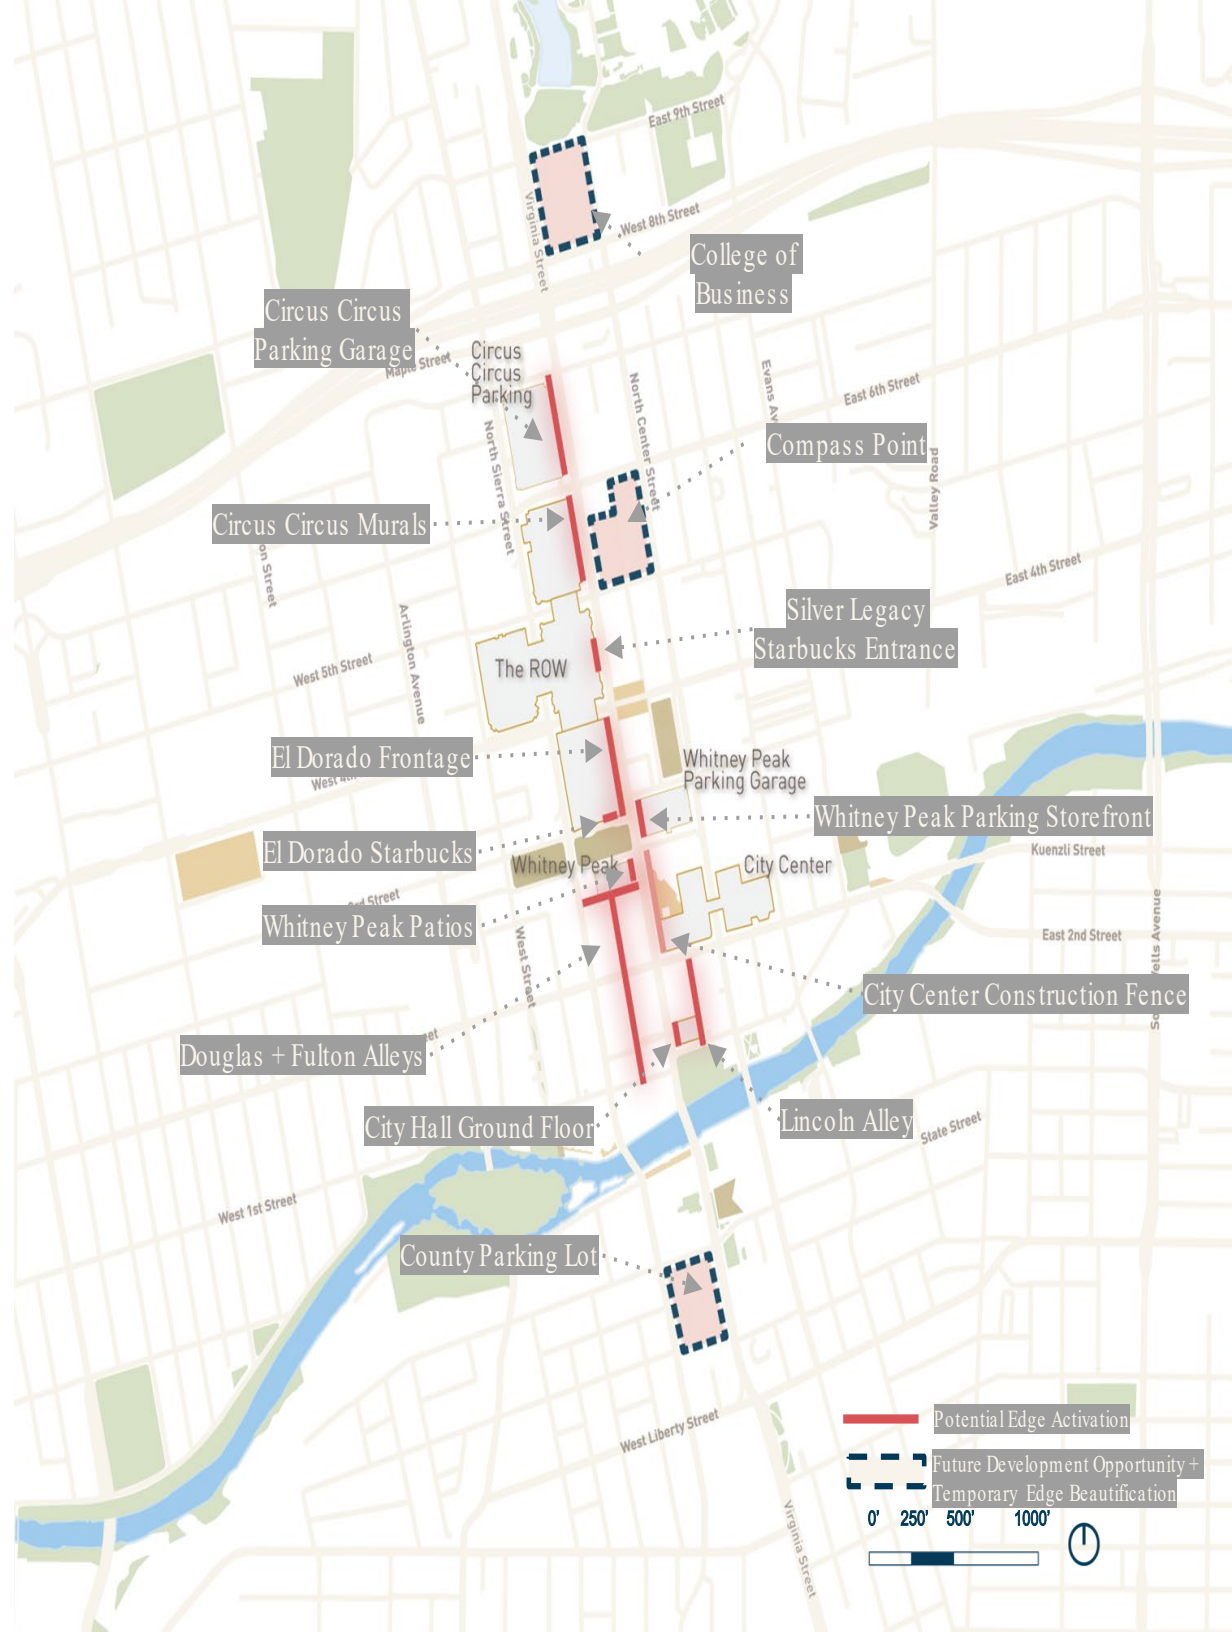 East 9th Street
Virginia Street
West 8th Street
College of
Business
Circus Circus
Parking Garage
Maple Street
Circus
Circus
Parking
North Sierra Street
North Center Street
Evans Av
East 6th Street
Compass Point
Valley Road
Circus Circus Murals
on Street
East 4th Street
Arlington Avenue
Silver Legacy
Starbucks Entrance
West 5th Street
The ROW
El Dorado Frontage
West 4th
Whitney Peak
Parking Garage
Whitney Peak Parking Storefront
El Dorado Starbucks
Whitney Peak
City Center
Kuenzli Street
3rd Street
Whitney Peak Patios
West Street
East 2nd Street
Wells Avenue
City Center Construction Fence
Douglas + Fulton Alleys
City Hall Ground Floor
Lincoln Alley
State Street
West 1st Street
County Parking Lot
West Liberty Street
Virginia Street
Potential Edge Activation
Future Development Opportunity +
Temporary Edge Beautification
0' 250' 500' 1000'